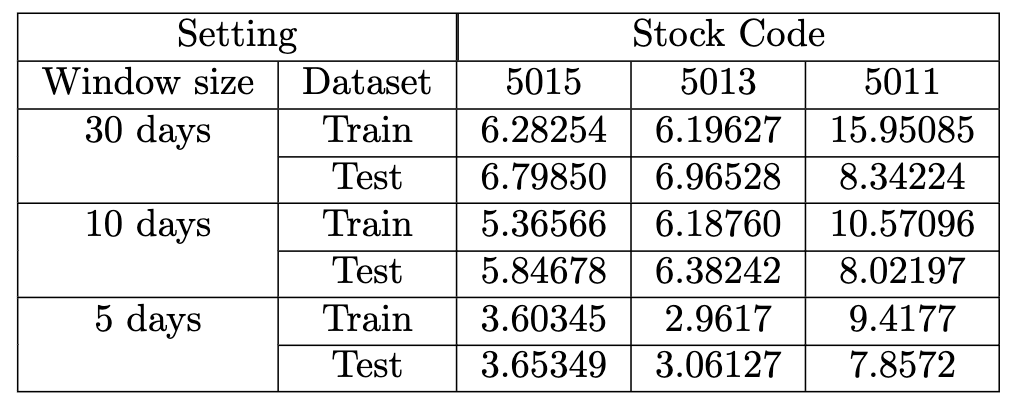 Setting Stock Code
Window size Dataset 5015 5013 5011
30 days Train 6.28254 6.19627 15.95085
Test 6.79850 6.96528 8.34224
10 days Train 5.36566 6.18760 10.57096
Test 5.84678 6.38242 8.02197
5 days Train 3.60345 2.9617 9.4177
Test 3.65349 3.06127 7.8572